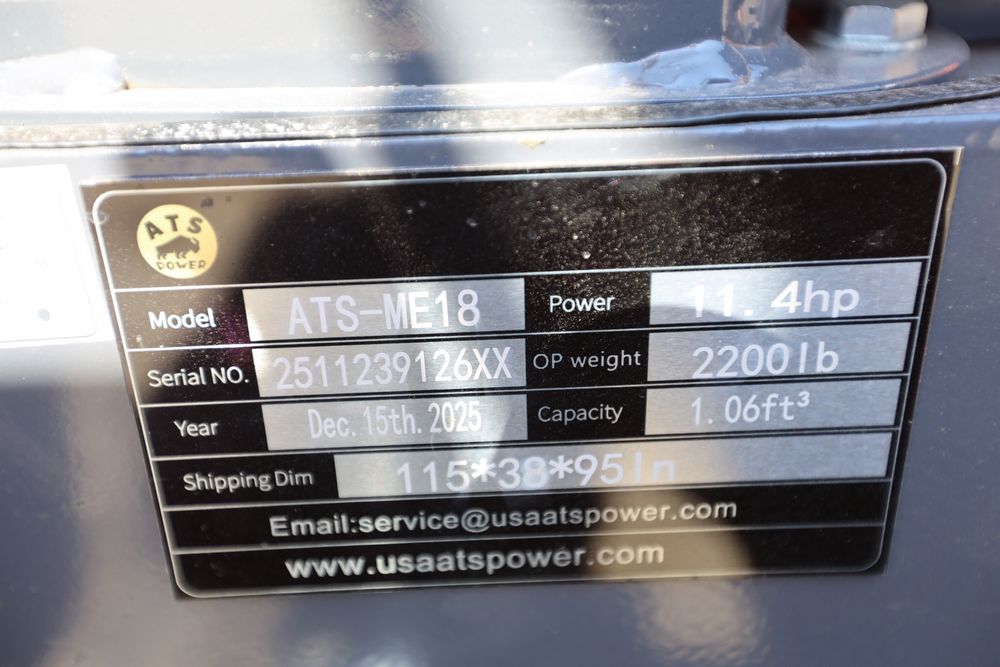 ATS
POWER
Model ATS-ME18 Power 11.4hp
Serial NO. 2511239126XX OP weight 2200lb
Year Dec. 15th. 2025 Capacity 1.06ft³
Shipping Dim 115*38*95In
Email:service@usaatspower.com
www.usaatspower.com